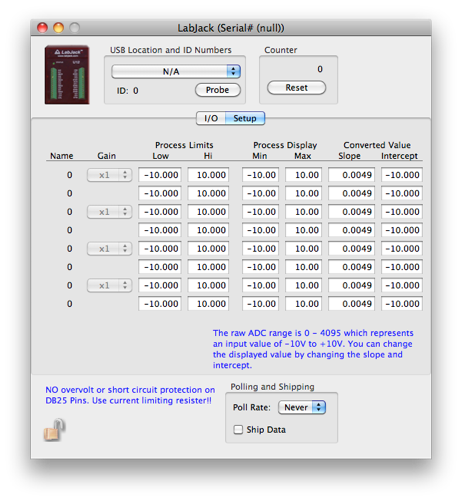 LabJack (Serial# (null))
LabJack
USB Location and ID Numbers
Counter
N/A
0
ID: 0
Probe
Reset
I/O Setup
Process Limits Process Display Converted Value
Name Gain Low Hi Min Max Slope Intercept
0 x1 -10.000 10.000 -10.00 10.00 0.0049 -10.000
0 -10.000 10.000 -10.00 10.00 0.0049 -10.000
0 x1 -10.000 10.000 -10.00 10.00 0.0049 -10.000
0 -10.000 10.000 -10.00 10.00 0.0049 -10.000
0 x1 -10.000 10.000 -10.00 10.00 0.0049 -10.000
0 -10.000 10.000 -10.00 10.00 0.0049 -10.000
0 x1 -10.000 10.000 -10.00 10.00 0.0049 -10.000
0 -10.000 10.000 -10.00 10.00 0.0049 -10.000
The raw ADC range is 0 - 4095 which represents
an input value of -10V to +10V. You can change
the displayed value by changing the slope and
intercept.
NO overvolt or short circuit protection on
DB25 Pins. Use current limiting resister!!
Polling and Shipping
Poll Rate: Never
Ship Data